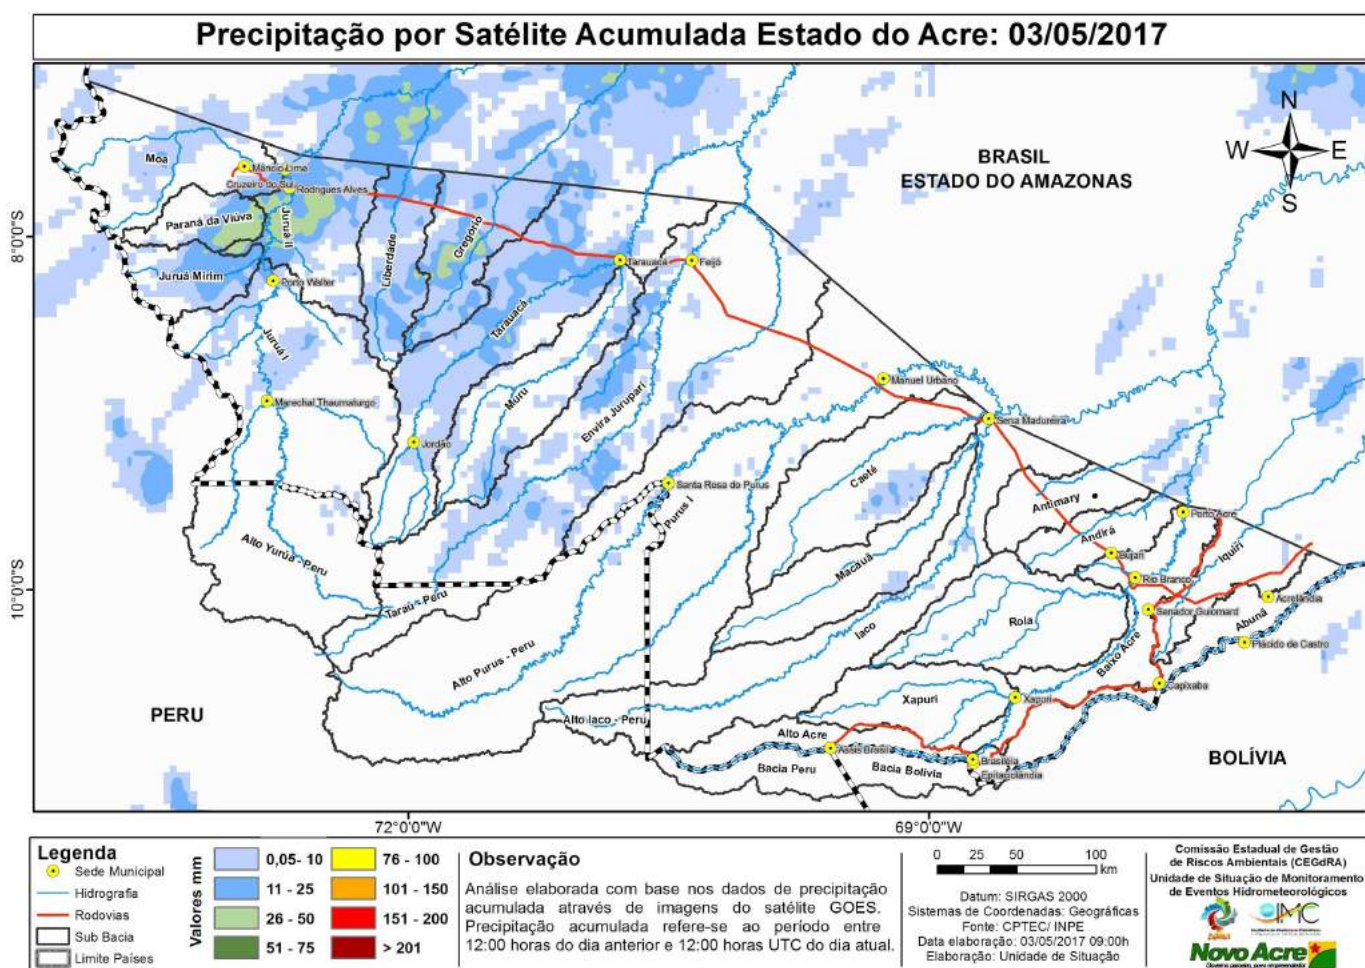 Precipitação por Satélite Acumulada Estado do Acre: 03/05/2017
N
W E
S
BRASIL
ESTADO DO AMAZONAS
PERU
BOLÍVIA
8°0'0"S
10°0'0"S
72°0'0"W
69°0'0"W
Moa
Mâncio Lima
Cruzeiro do Sul
Rodrigues Alves
Paraná da Viúva
Juruá II
Juruá Mirim
Porto Walter
Liberdade
Gregório
Tarauacá
Feijó
Tarauacá
Juruá I
Marechal Thaumaturgo
Muru
Envira Jurupari
Jordão
Manuel Urbano
Sena Madureira
Santa Rosa do Purus
Purus I
Caeté
Antimary
Porto Acre
Andirá
Bujari
Iquiri
Rio Branco
Alto Yurúa - Peru
Taraú - Peru
Macauã
Senador Guiomard
Acrelândia
Abunã
Rola
Iaco
Plácido de Castro
Alto Purus - Peru
Baixo Acre
Capixaba
Xapuri
Xapuri
Alto Iaco - Peru
Alto Acre
Assis Brasil
Brasiléia
Epitaciolândia
Bacia Peru
Bacia Bolívia
Legenda
Sede Municipal
Hidrografia
Rodovias
Sub Bacia
Limite Países
Valores mm
0,05- 10
11 - 25
26 - 50
51 - 75
76 - 100
101 - 150
151 - 200
> 201
Observação
Análise elaborada com base nos dados de precipitação
acumulada através de imagens do satélite GOES.
Precipitação acumulada refere-se ao período entre
12:00 horas do dia anterior e 12:00 horas UTC do dia atual.
0 25 50 100
km
Datum: SIRGAS 2000
Sistemas de Coordenadas: Geográficas
Fonte: CPTEC/ INPE
Data elaboração: 03/05/2017 09:00h
Elaboração: Unidade de Situação
Comissão Estadual de Gestão
de Riscos Ambientais (CEGdRA)
Unidade de Situação de Monitoramento
de Eventos Hidrometeorológicos
IMC
Novo Acre